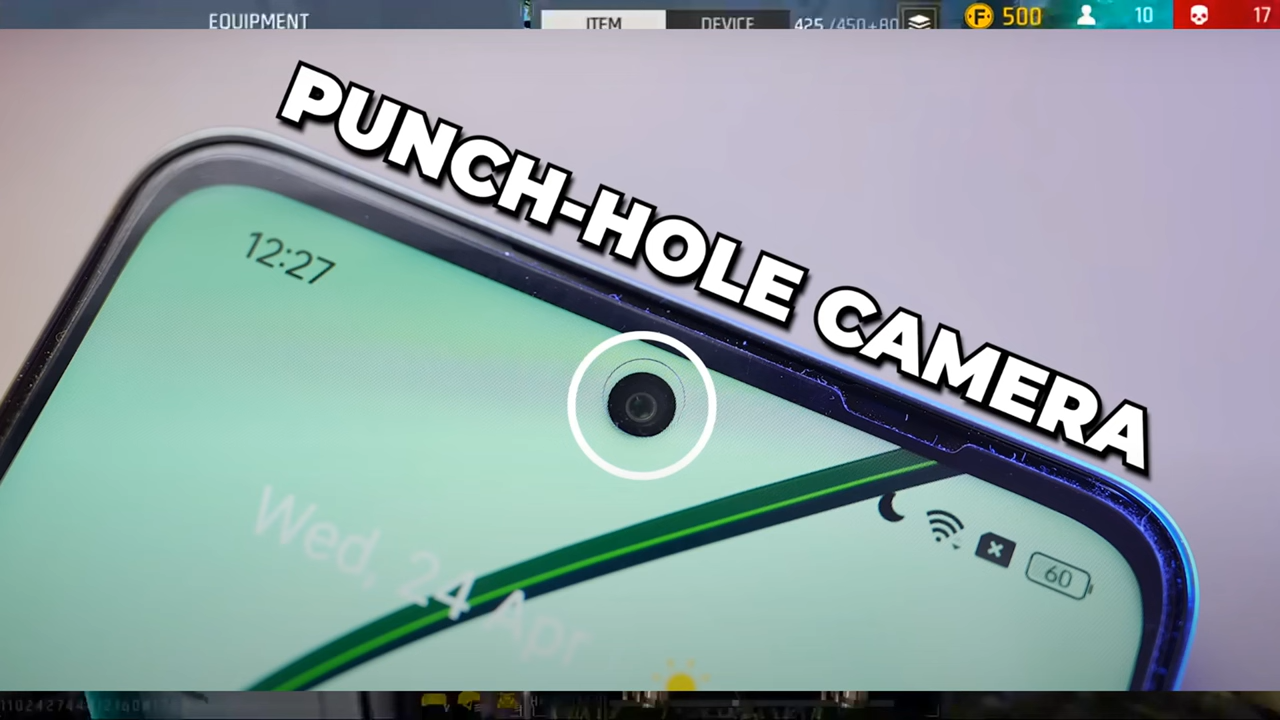 EQUIPMENT
ITEM
DEVICE
425/450+80
F 500
10
17
PUNCH-HOLE CAMERA
12:27
60
Wed, 24 Apr